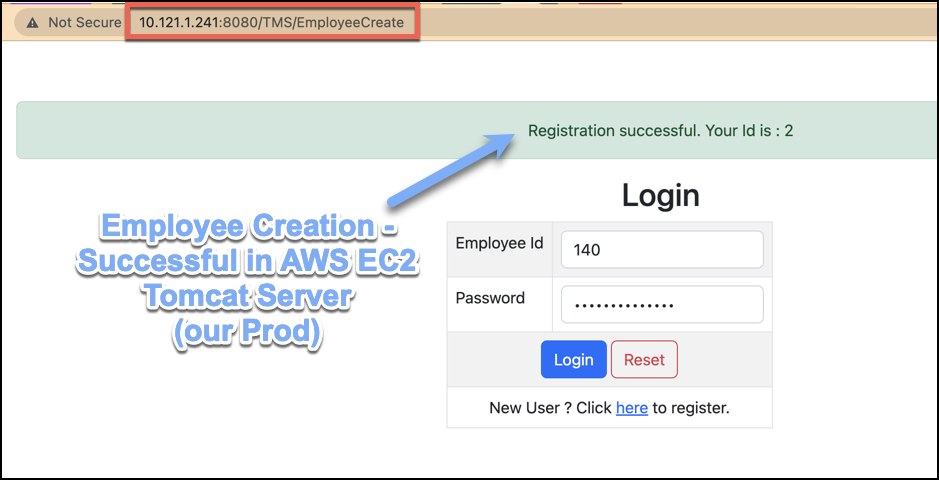 Not Secure 10.121.1.241:8080/TMS/EmployeeCreate
Registration successful. Your Id is : 2
Login
Employee Creation -
Successful in AWS EC2
Tomcat Server
(our Prod)
Employee Id 140
Password ••••••••••••••
Login Reset
New User ? Click here to register.